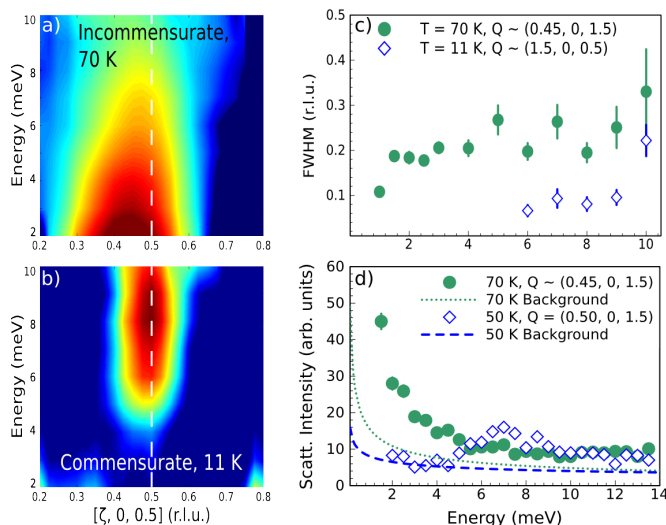 a)
Incommensurate,
70 K
Energy (meV)
10
8
6
4
2
0.2 0.3 0.4 0.5 0.6 0.7 0.8
b)
Commensurate, 11 K
Energy (meV)
10
8
6
4
2
0.2 0.3 0.4 0.5 0.6 0.7 0.8
[ζ, 0, 0.5] (r.l.u.)
c)
T = 70 K, Q ~ (0.45, 0, 1.5)
T = 11 K, Q ~ (1.5, 0, 0.5)
FWHM (r.l.u.)
0.5
0.4
0.3
0.2
0.1
2 4 6 8 10
d)
70 K, Q ~ (0.45, 0, 1.5)
70 K Background
50 K, Q = (0.50, 0, 1.5)
50 K Background
Scatt. Intensity (arb. units)
60
50
40
30
20
10
0
0 2 4 6 8 10 12 14
Energy (meV)